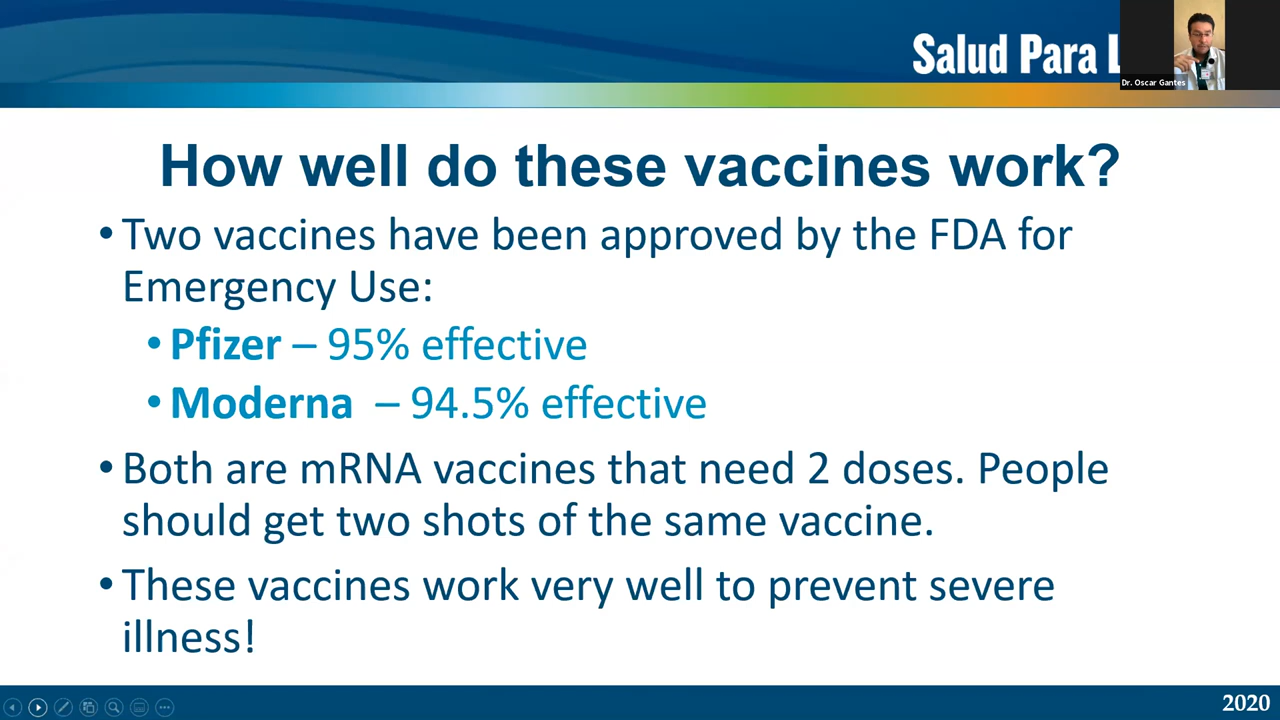 Salud Para L
Dr. Oscar Gantes
How well do these vaccines work?
• Two vaccines have been approved by the FDA for
Emergency Use:
• Pfizer – 95% effective
• Moderna – 94.5% effective
• Both are mRNA vaccines that need 2 doses. People
should get two shots of the same vaccine.
• These vaccines work very well to prevent severe
illness!
2020